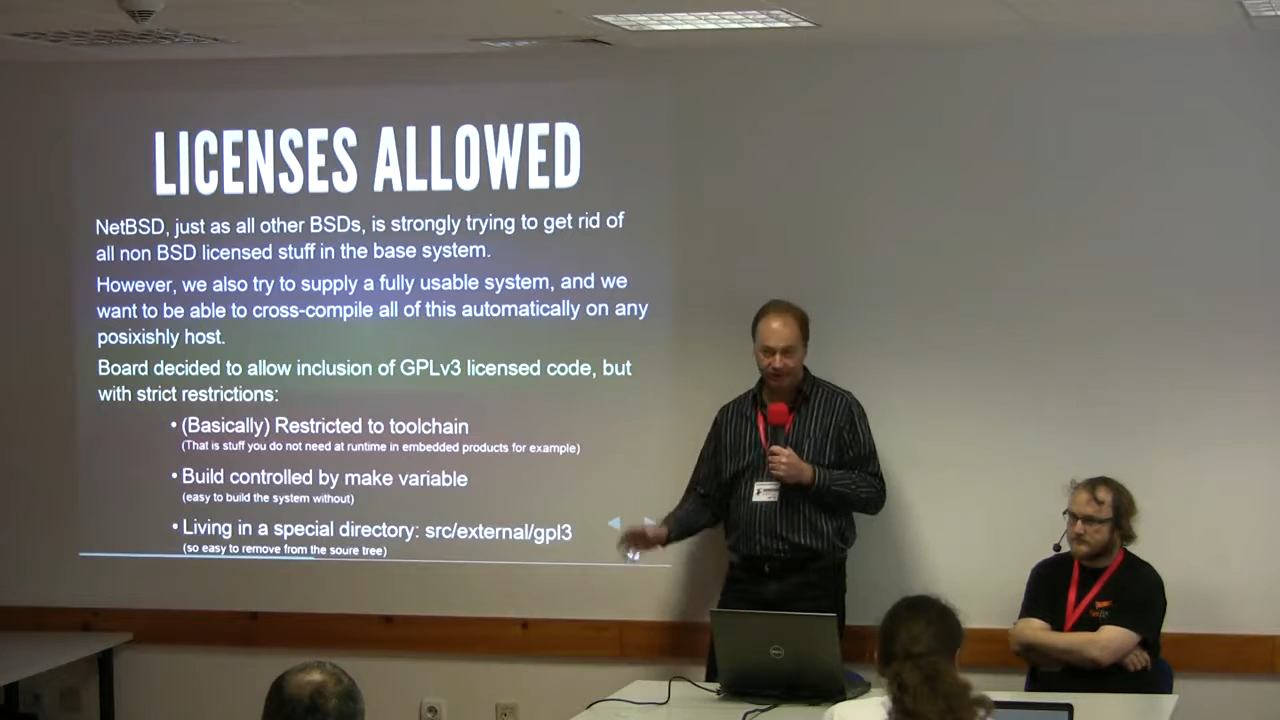 LICENSES ALLOWED
NetBSD, just as all other BSDs, is strongly trying to get rid of
all non BSD licensed stuff in the base system.
However, we also try to supply a fully usable system, and we
want to be able to cross-compile all of this automatically on any
posixishly host.
Board decided to allow inclusion of GPLv3 licensed code, but
with strict restrictions:
• (Basically) Restricted to toolchain
(That is stuff you do not need at runtime in embedded products for example)
• Build controlled by make variable
(easy to build the system without)
• Living in a special directory: src/external/gpl3
(so easy to remove from the soure tree)
DELL